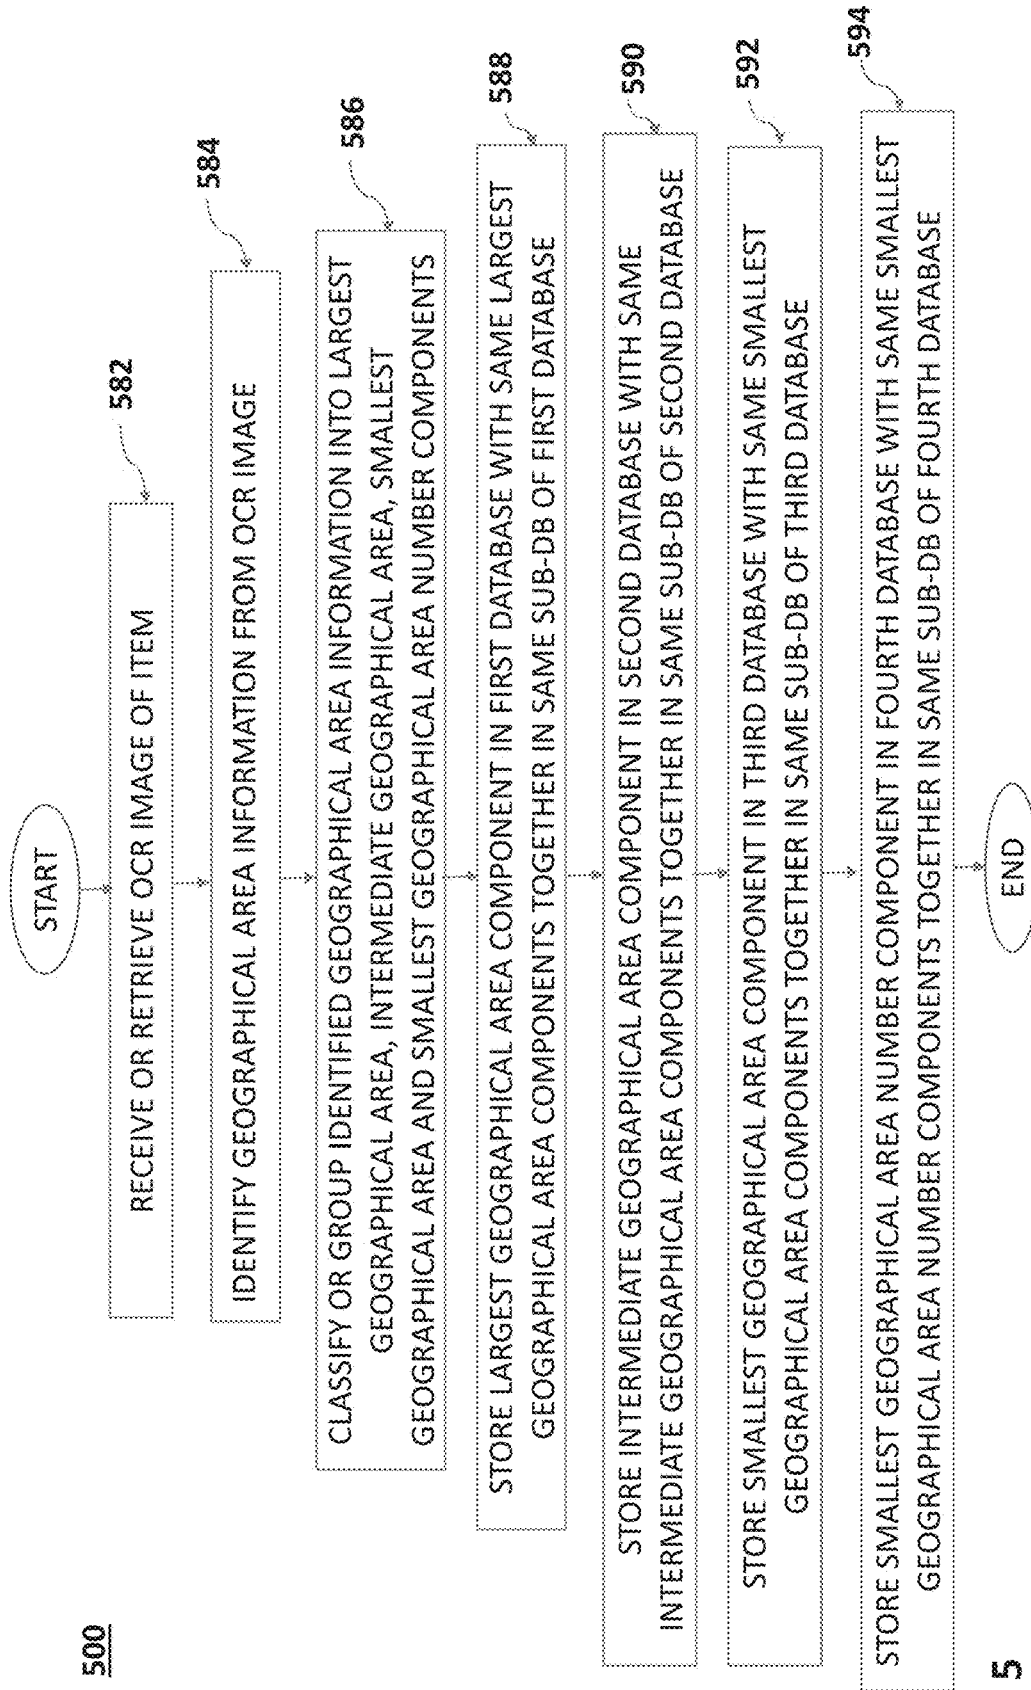 500
START
RECEIVE OR RETRIEVE OCR IMAGE OF ITEM
582
IDENTIFY GEOGRAPHICAL AREA INFORMATION FROM OCR IMAGE
584
CLASSIFY OR GROUP IDENTIFIED GEOGRAPHICAL AREA INFORMATION INTO LARGEST
GEOGRAPHICAL AREA, INTERMEDIATE GEOGRAPHICAL AREA, SMALLEST
GEOGRAPHICAL AREA AND SMALLEST GEOGRAPHICAL AREA NUMBER COMPONENTS
586
STORE LARGEST GEOGRAPHICAL AREA COMPONENT IN FIRST DATABASE WITH SAME LARGEST
GEOGRAPHICAL AREA COMPONENTS TOGETHER IN SAME SUB-DB OF FIRST DATABASE
588
STORE INTERMEDIATE GEOGRAPHICAL AREA COMPONENT IN SECOND DATABASE WITH SAME
INTERMEDIATE GEOGRAPHICAL AREA COMPONENTS TOGETHER IN SAME SUB-DB OF SECOND DATABASE
590
STORE SMALLEST GEOGRAPHICAL AREA COMPONENT IN THIRD DATABASE WITH SAME SMALLEST
GEOGRAPHICAL AREA COMPONENTS TOGETHER IN SAME SUB-DB OF THIRD DATABASE
592
STORE SMALLEST GEOGRAPHICAL AREA NUMBER COMPONENT IN FOURTH DATABASE WITH SAME SMALLEST
GEOGRAPHICAL AREA NUMBER COMPONENTS TOGETHER IN SAME SUB-DB OF FOURTH DATABASE
594
END
5